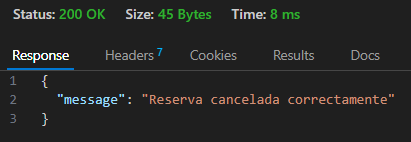 Status: 200 OK Size: 45 Bytes Time: 8 ms
Response Headers 7 Cookies Results Docs
1 {
2 "message": "Reserva cancelada correctamente"
3 }